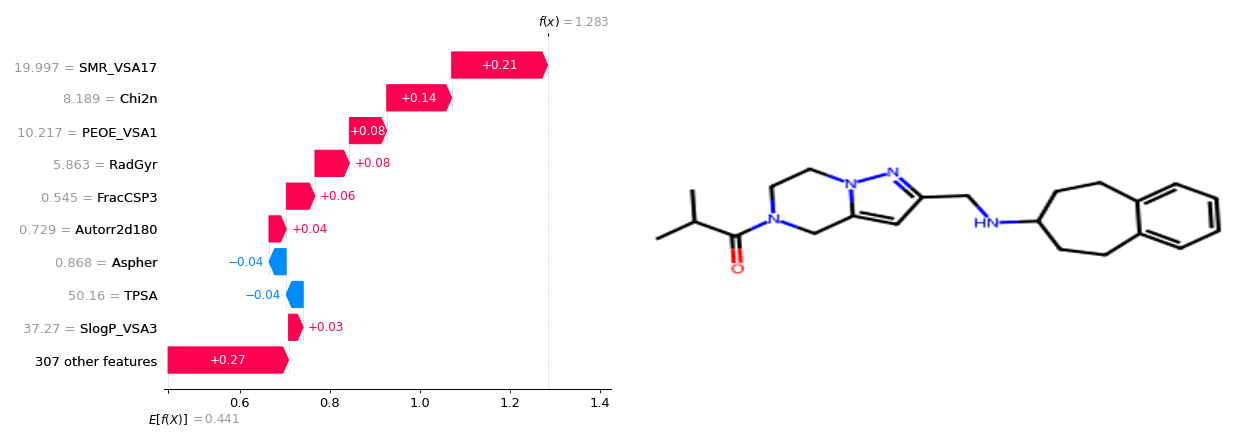 f(x) = 1.283
19.997 = SMR_VSA17
+0.21
8.189 = Chi2n
+0.14
10.217 = PEOE_VSA1
+0.08
5.863 = RadGyr
+0.08
0.545 = FracCSP3
+0.06
0.729 = Autorr2d180
+0.04
0.868 = Aspher
−0.04
50.16 = TPSA
−0.04
37.27 = SlogP_VSA3
+0.03
307 other features
+0.27
0.6 0.8 1.0 1.2 1.4
E[f(X)] = 0.441
N
N
N
O
HN